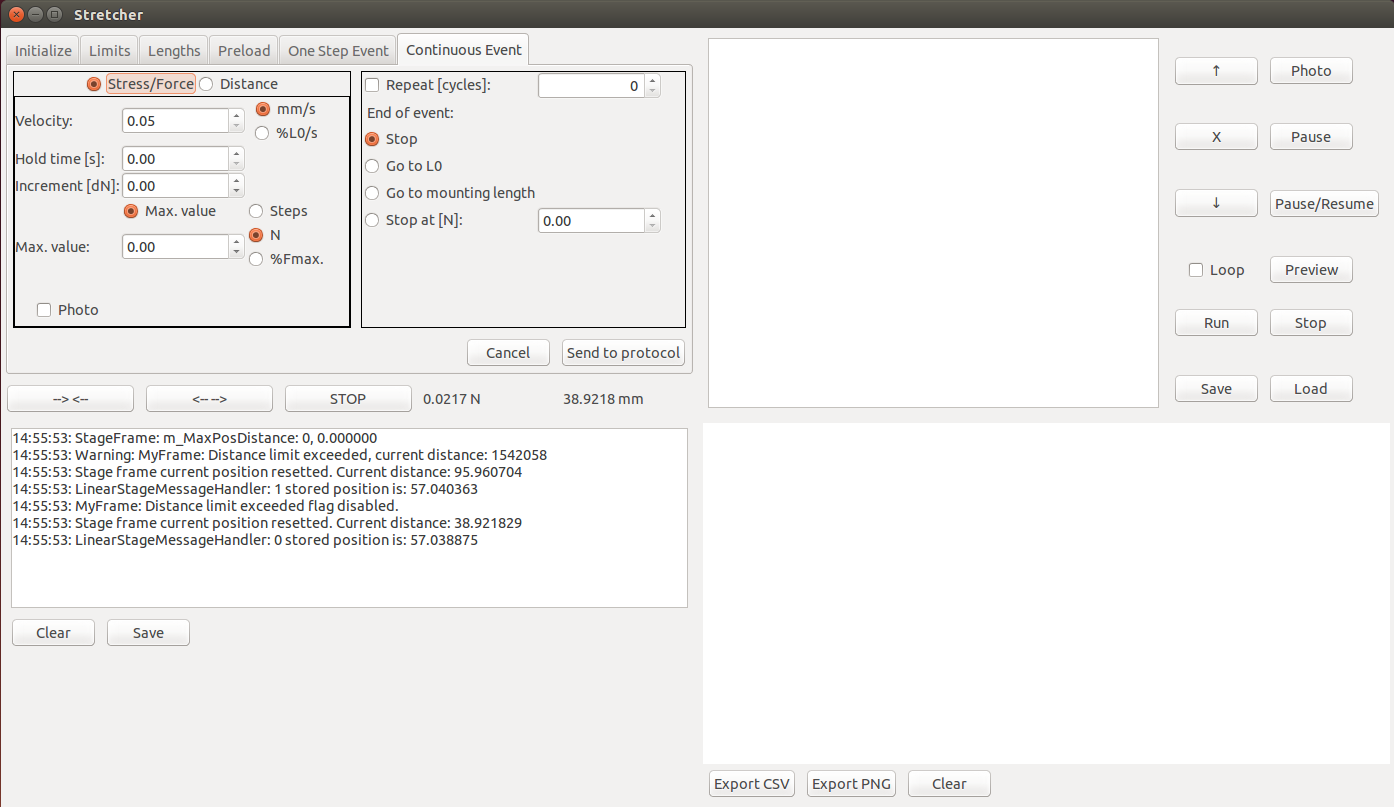 Stretcher
Initialize Limits Lengths Preload One Step Event Continuous Event
Stress/Force Distance
Velocity: 0.05 mm/s
%L0/s
Hold time [s]: 0.00
Increment [dN]: 0.00
Max. value Steps
Max. value: 0.00 N
%Fmax.
Photo
Repeat [cycles]: 0
End of event:
Stop
Go to L0
Go to mounting length
Stop at [N]: 0.00
Cancel Send to protocol
--> <-- <-- --> STOP 0.0217 N 38.9218 mm
14:55:53: StageFrame: m_MaxPosDistance: 0, 0.000000
14:55:53: Warning: MyFrame: Distance limit exceeded, current distance: 1542058
14:55:53: Stage frame current position resetted. Current distance: 95.960704
14:55:53: LinearStageMessageHandler: 1 stored position is: 57.040363
14:55:53: MyFrame: Distance limit exceeded flag disabled.
14:55:53: Stage frame current position resetted. Current distance: 38.921829
14:55:53: LinearStageMessageHandler: 0 stored position is: 57.038875
Clear Save
↑ Photo
X Pause
↓ Pause/Resume
Loop Preview
Run Stop
Save Load
Export CSV Export PNG Clear